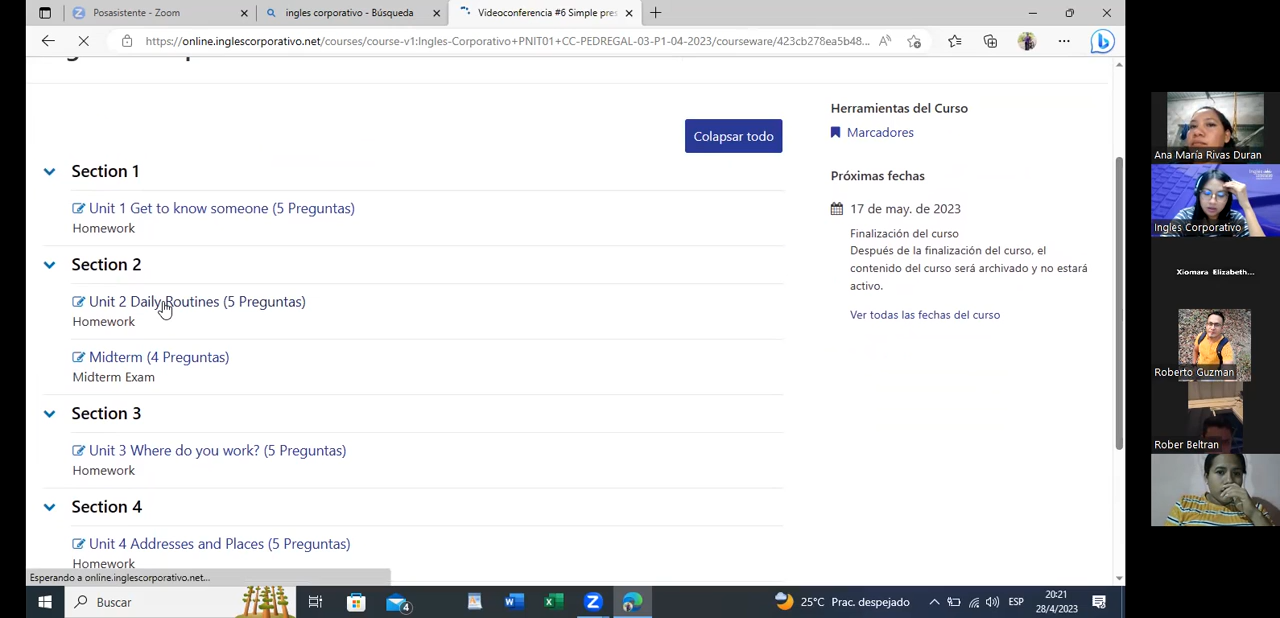 Posasistente - Zoom
ingles corporativo - Búsqueda
Videoconferencia #6 Simple pres
https://online.inglescorporativo.net/courses/course-v1:Ingles-Corporativo+PNIT01+CC-PEDREGAL-03-P1-04-2023/courseware/423cb278ea5b48...
Colapsar todo
Herramientas del Curso
Marcadores
Próximas fechas
17 de may. de 2023
Finalización del curso
Después de la finalización del curso, el
contenido del curso será archivado y no estará
activo.
Ver todas las fechas del curso
Section 1
Unit 1 Get to know someone (5 Preguntas)
Homework
Section 2
Unit 2 Daily Routines (5 Preguntas)
Homework
Midterm (4 Preguntas)
Midterm Exam
Section 3
Unit 3 Where do you work? (5 Preguntas)
Homework
Section 4
Unit 4 Addresses and Places (5 Preguntas)
Homework
Esperando a online.inglescorporativo.net...
Buscar
4
25°C Prac. despejado
ESP
20:21
28/4/2023
Ana María Rivas Duran
Ingles Corporativo
Xiomara Elizabeth...
Roberto Guzman
Rober Beltran